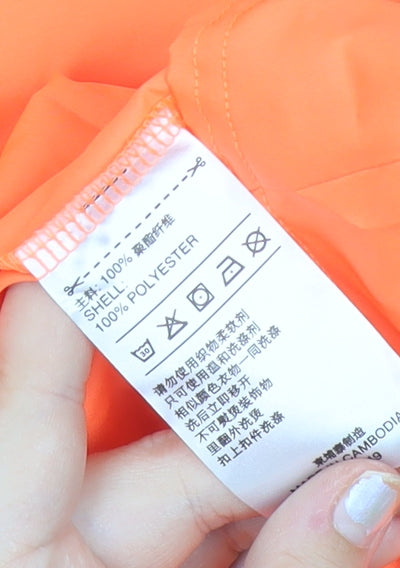 主料: 100% 聚酯纤维
SHELL:
100% POLYESTER
30
请勿使用织物柔软剂
只可使用温和洗涤剂
相似颜色衣物一同洗涤
洗后立即移开
不可熨烫装饰物
里翻外洗烫
扣上扣件洗涤
柬埔寨制造
CAMBODIA